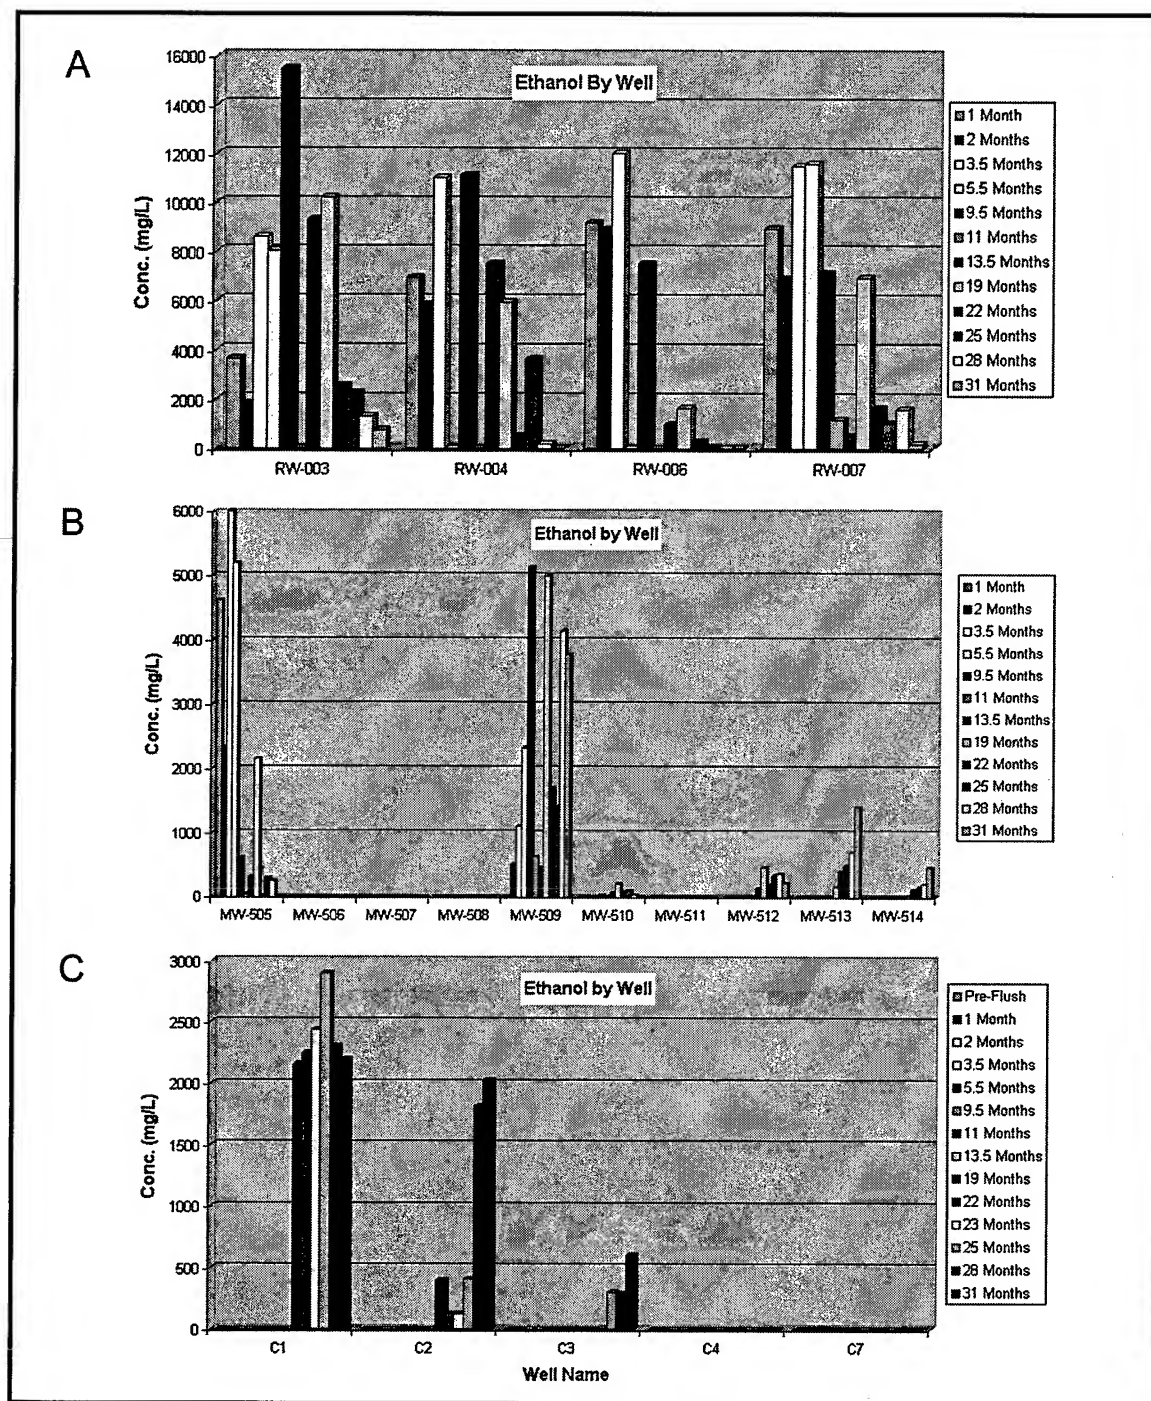 A
Ethanol By Well
16000
14000
12000
10000
8000
6000
4000
2000
0
Conc. (mg/L)
RW-003 RW-004 RW-006 RW-007
1 Month
2 Months
3.5 Months
5.5 Months
9.5 Months
11 Months
13.5 Months
19 Months
22 Months
25 Months
28 Months
31 Months
B
Ethanol by Well
6000
5000
4000
3000
2000
1000
0
Conc. (mg/L)
MW-505 MW-506 MW-507 MW-508 MW-509 MW-510 MW-511 MW-512 MW-513 MW-514
1 Month
2 Months
3.5 Months
5.5 Months
9.5 Months
11 Months
13.5 Months
19 Months
22 Months
25 Months
28 Months
31 Months
C
Ethanol by Well
3000
2500
2000
1500
1000
500
0
Conc. (mg/L)
C1 C2 C3 C4 C7
Well Name
Pre-Flush
1 Month
2 Months
3.5 Months
5.5 Months
9.5 Months
11 Months
13.5 Months
19 Months
22 Months
23 Months
25 Months
28 Months
31 Months